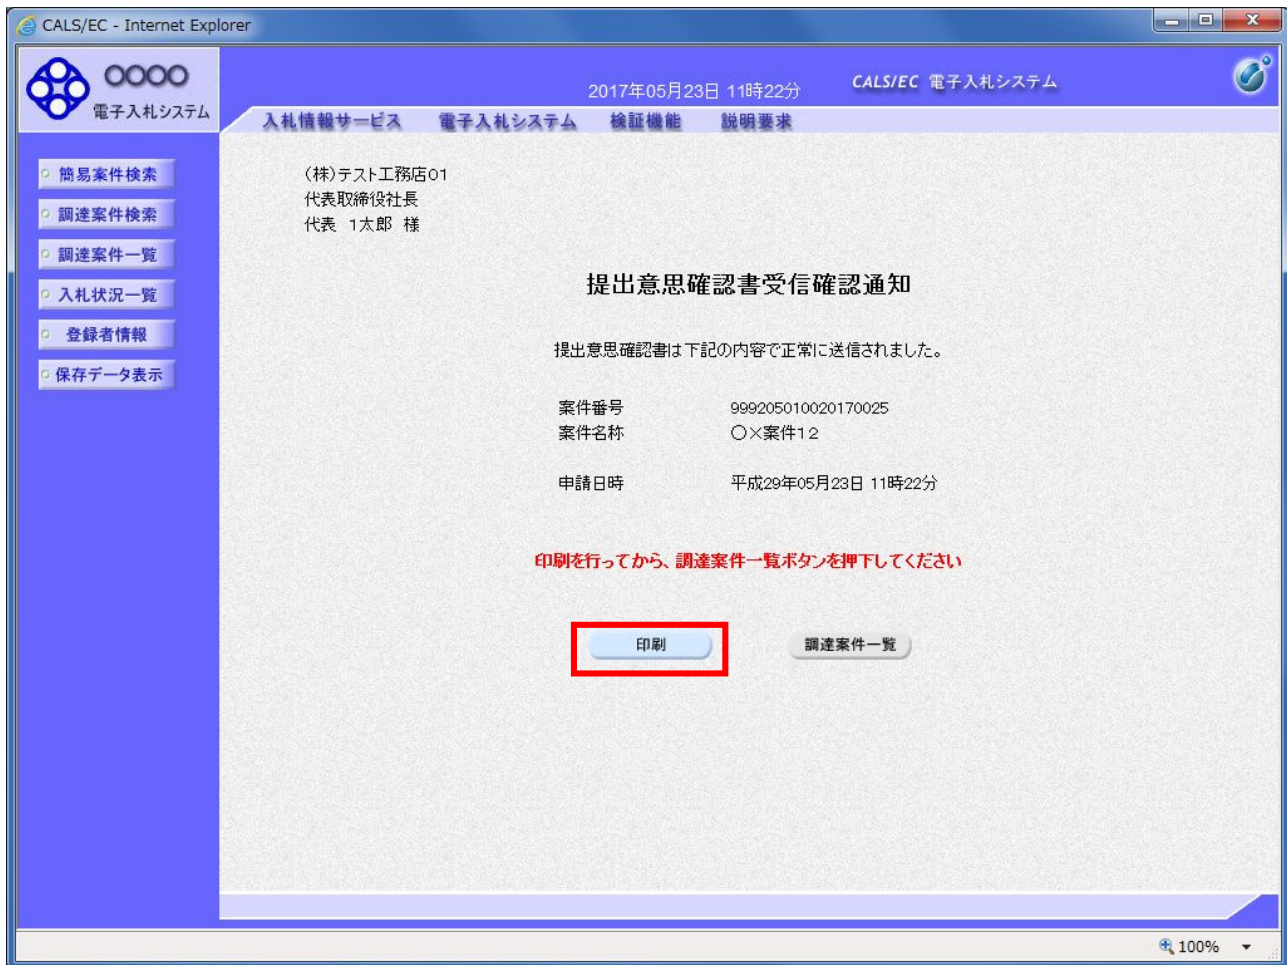 CALS/EC - Internet Explorer
〇〇〇〇
電子入札システム
2017年05月23日 11時22分
CALS/EC 電子入札システム
入札情報サービス 電子入札システム 検証機能 説明要求
簡易案件検索
調達案件検索
調達案件一覧
入札状況一覧
登録者情報
保存データ表示
(株)テスト工務店01
代表取締役社長
代表 1太郎 様
提出意思確認書受信確認通知
提出意思確認書は下記の内容で正常に送信されました。
案件番号 999205010020170025
案件名称 〇×案件12
申請日時 平成29年05月23日 11時22分
印刷を行ってから、調達案件一覧ボタンを押下してください
印刷 調達案件一覧
100%